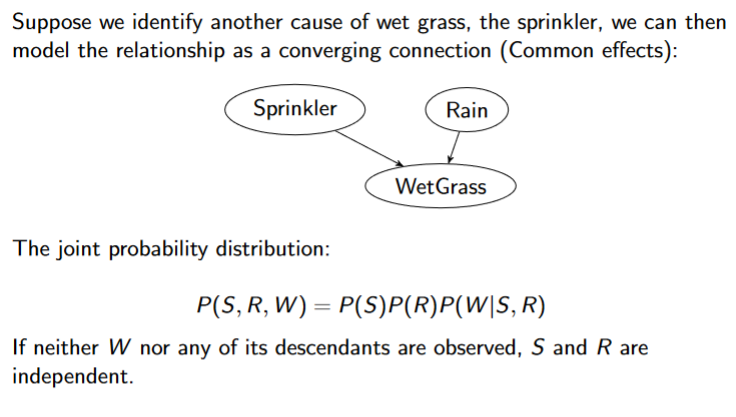 Suppose we identify another cause of wet grass, the sprinkler, we can then
model the relationship as a converging connection (Common effects):
Sprinkler
Rain
WetGrass
The joint probability distribution:
P(S, R, W) = P(S)P(R)P(W|S, R)
If neither W nor any of its descendants are observed, S and R are
independent.